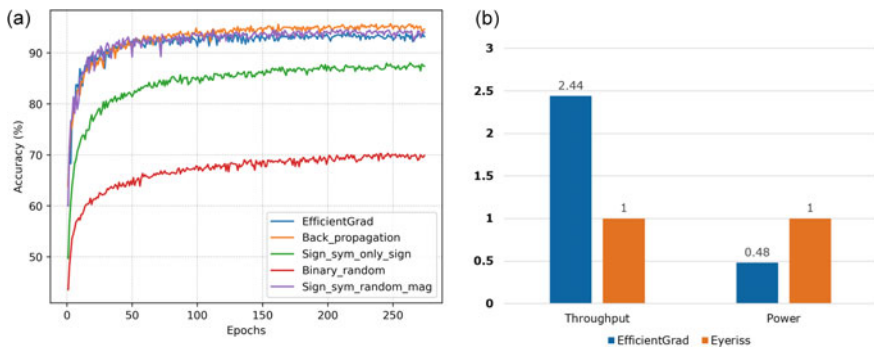 (a)
90
80
70
60
50
Accuracy (%)
0
50
100
150
200
250
Epochs
EfficientGrad
Back_propagation
Sign_sym_only_sign
Binary_random
Sign_sym_random_mag
(b)
3
2.5
2
1.5
1
0.5
0
2.44
1
0.48
1
Throughput
Power
EfficientGrad
Eyeriss